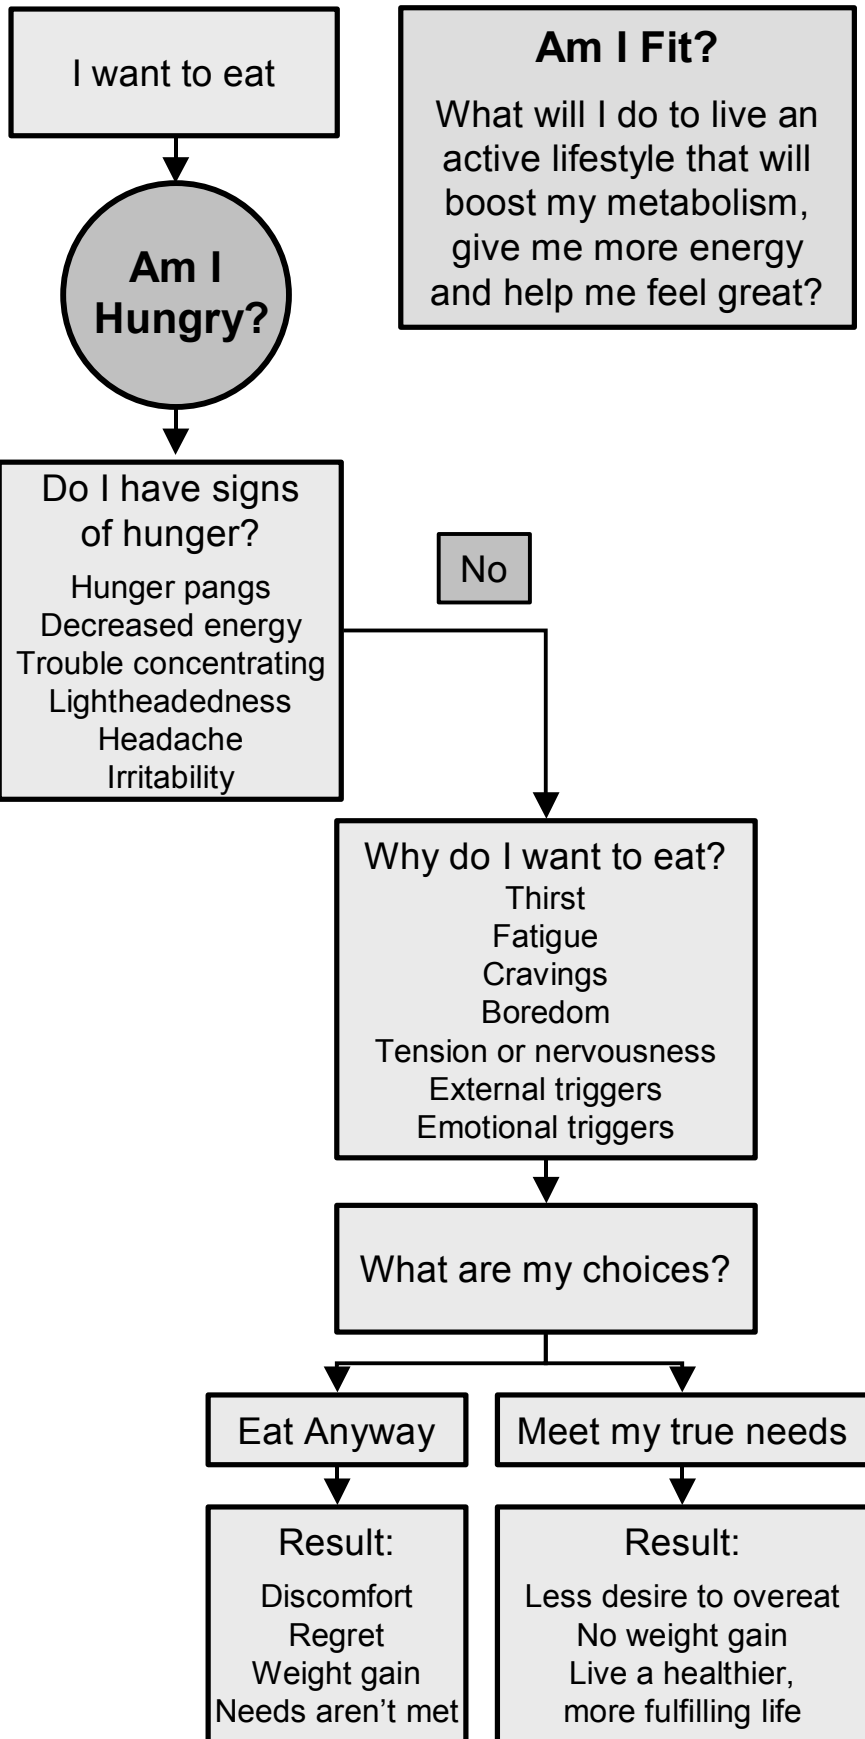 I want to eat
Am I Fit?
What will I do to live an
active lifestyle that will
boost my metabolism,
give me more energy
and help me feel great?
Am I
Hungry?
Do I have signs
of hunger?
Hunger pangs
Decreased energy
Trouble concentrating
Lightheadedness
Headache
Irritability
No
Why do I want to eat?
Thirst
Fatigue
Cravings
Boredom
Tension or nervousness
External triggers
Emotional triggers
What are my choices?
Eat Anyway
Meet my true needs
Result:
Discomfort
Regret
Weight gain
Needs aren’t met
Result:
Less desire to overeat
No weight gain
Live a healthier,
more fulfilling life